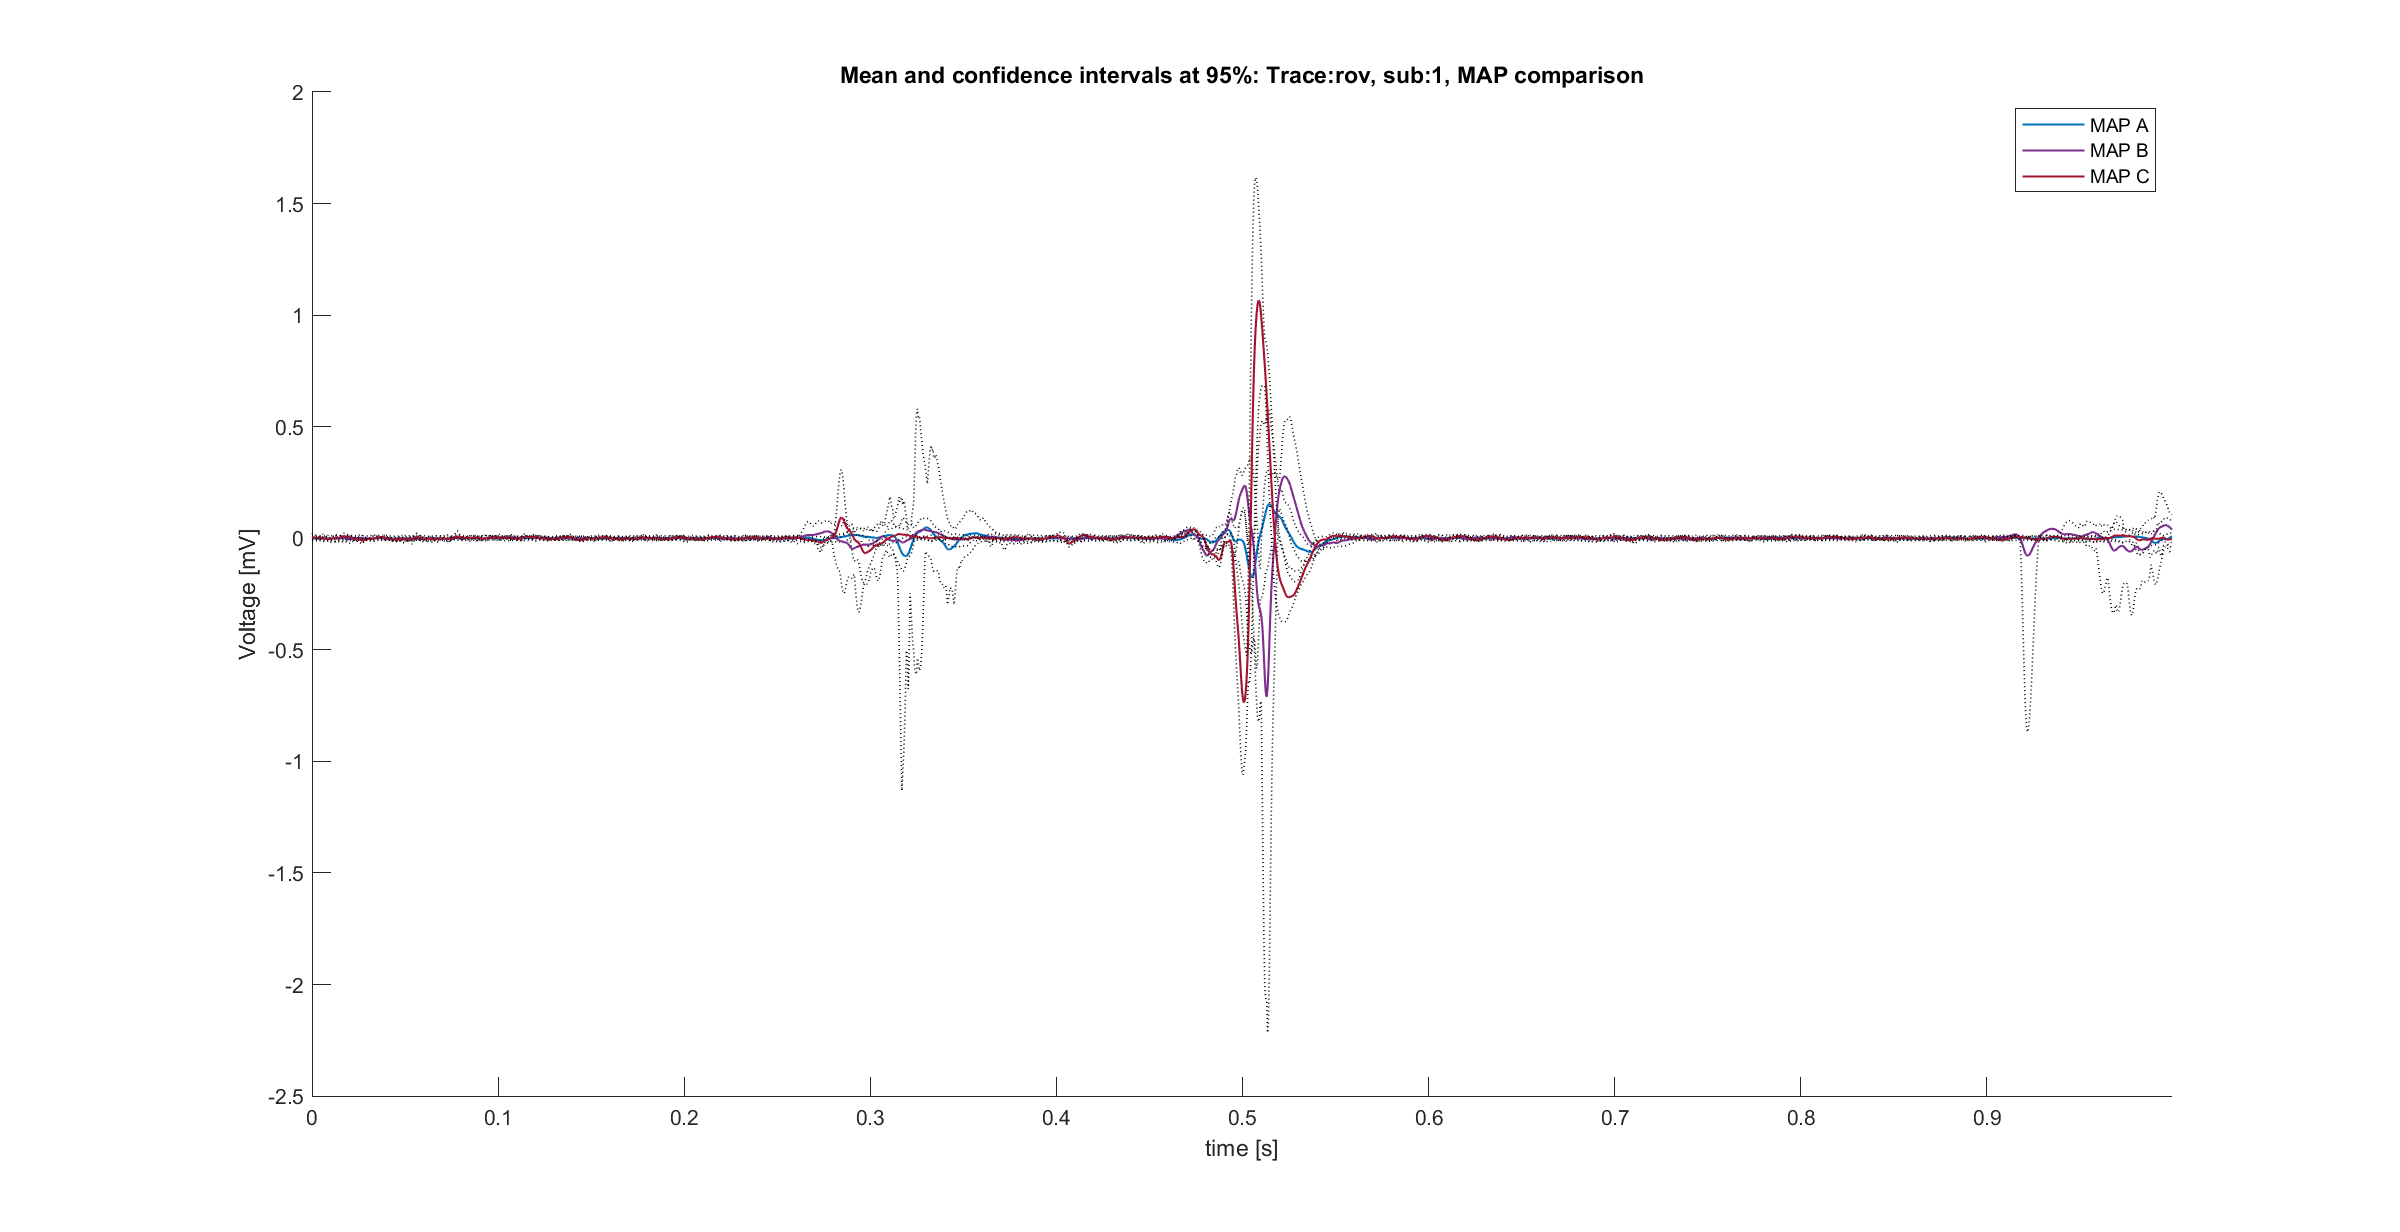 Mean and confidence intervals at 95%: Trace:rov, sub:1, MAP comparison
MAP A
MAP B
MAP C
2
1.5
1
0.5
0
-0.5
-1
-1.5
-2
-2.5
Voltage [mV]
0 0.1 0.2 0.3 0.4 0.5 0.6 0.7 0.8 0.9
time [s]